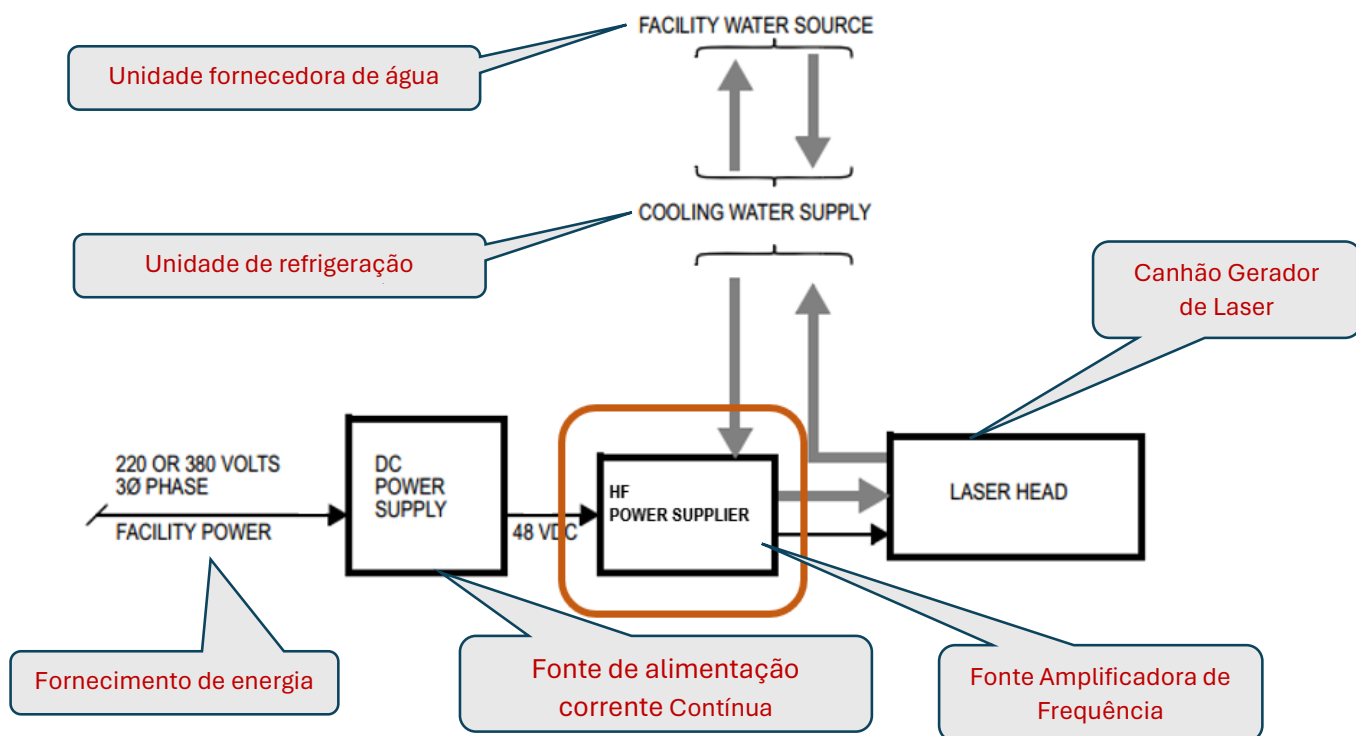 FACILITY WATER SOURCE
Unidade fornecedora de água
COOLING WATER SUPPLY
Unidade de refrigeração
Canhão Gerador
de Laser
220 OR 380 VOLTS
3Ø PHASE
FACILITY POWER
DC
POWER
SUPPLY
48 VDC
HF
POWER SUPPLIER
LASER HEAD
Fornecimento de energia
Fonte de alimentação
corrente Contínua
Fonte Amplificadora de
Frequência